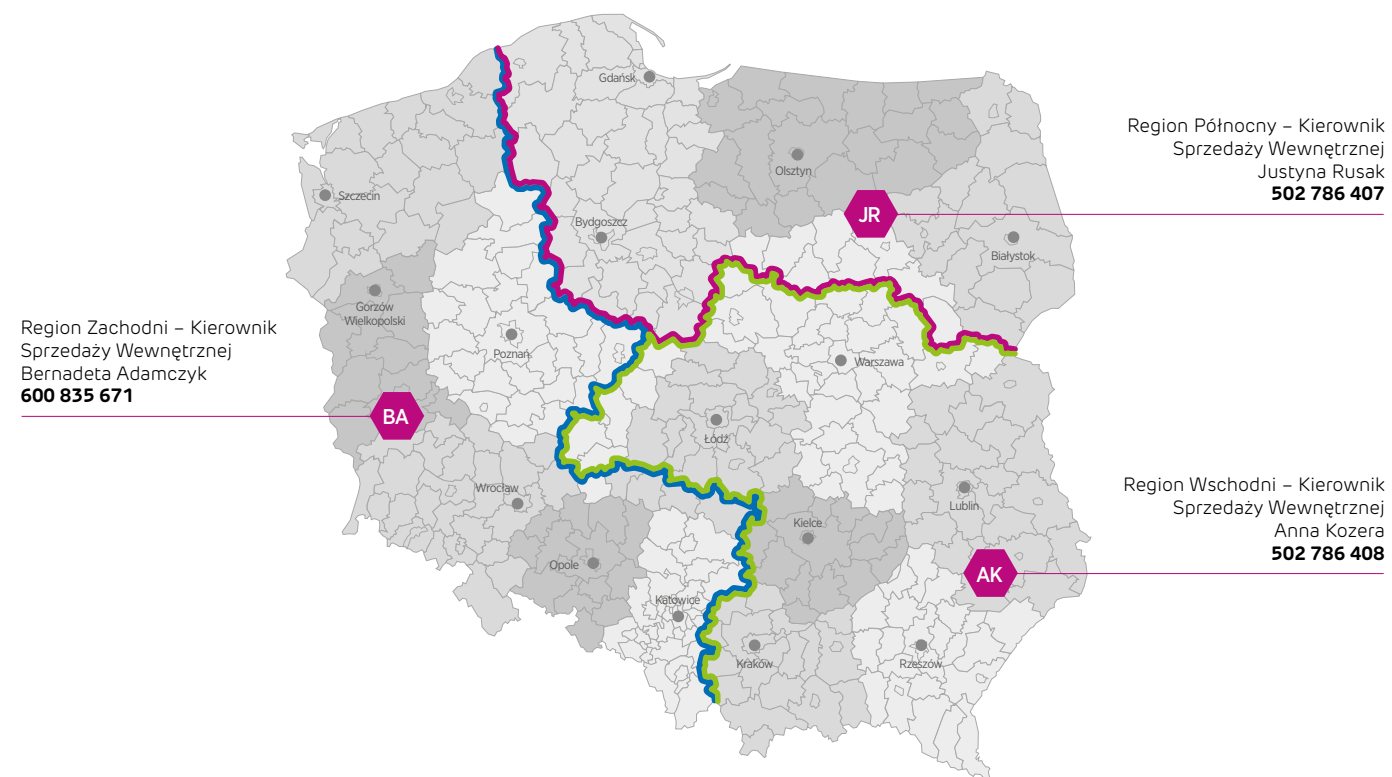 Gdańsk
Region Północny – Kierownik
Sprzedaży Wewnętrznej
Justyna Rusak
502 786 407
Olsztyn
Szczecin
JR
Bydgoszcz
Białystok
Gorzów
Wielkopolski
Region Zachodni – Kierownik
Sprzedaży Wewnętrznej
Bernadeta Adamczyk
600 835 671
Poznań
Warszawa
BA
Łódź
Region Wschodni – Kierownik
Sprzedaży Wewnętrznej
Anna Kozera
502 786 408
Wrocław
Lublin
Kielce
Opole
AK
Katowice
Kraków
Rzeszów